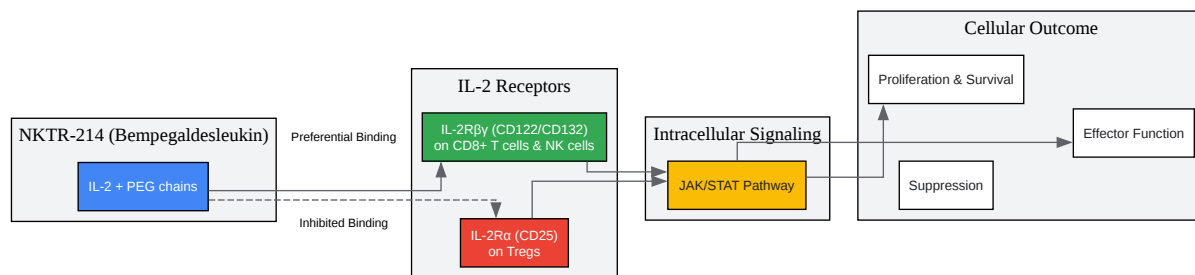 NKTR-214 (Bempegaldesleukin)
IL-2 + PEG chains
Preferential Binding
Inhibited Binding
IL-2 Receptors
IL-2Rβγ (CD122/CD132)
on CD8+ T cells & NK cells
IL-2Rα (CD25)
on Tregs
Intracellular Signaling
JAK/STAT Pathway
Cellular Outcome
Proliferation & Survival
Effector Function
Suppression